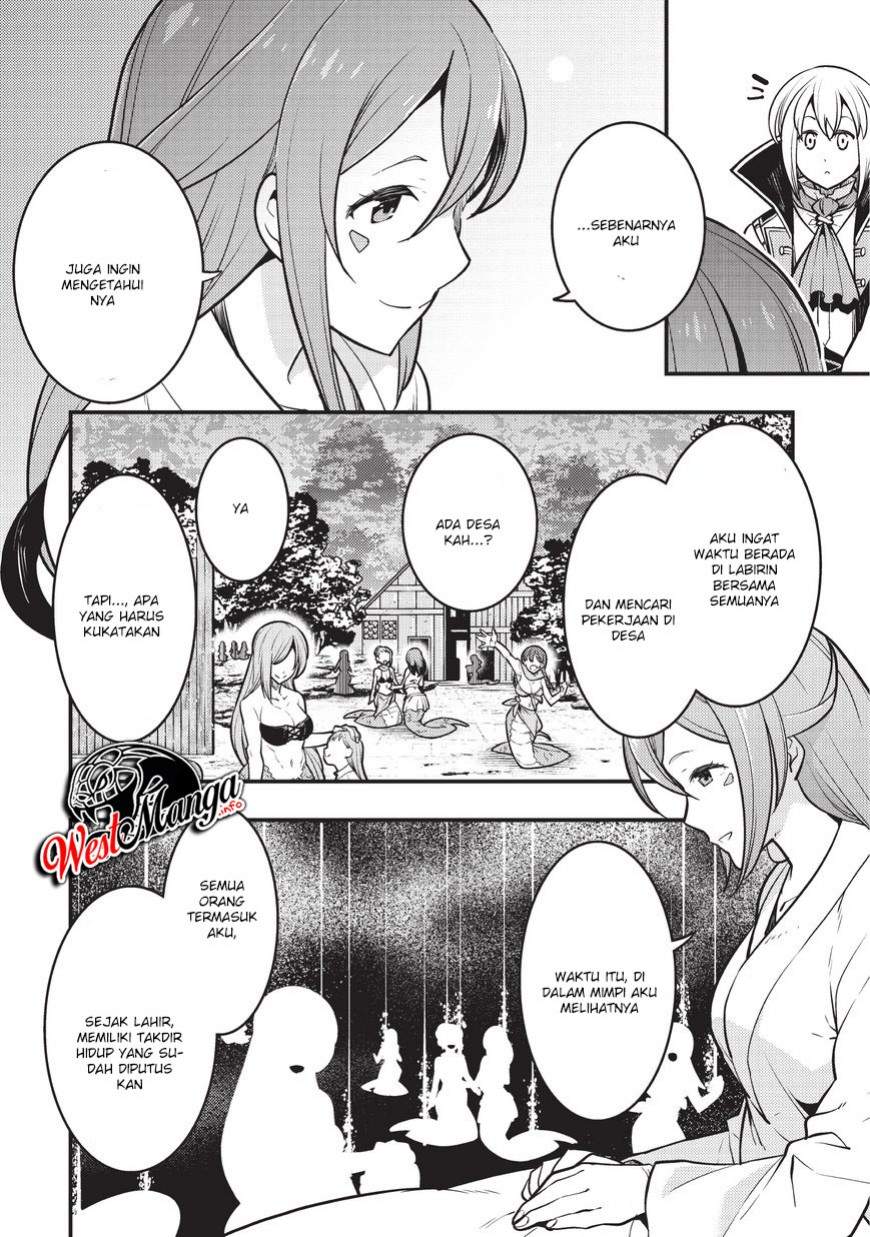 ...SEBENARNYA
AKU
JUGA INGIN
MENGETAHUI
NYA
AKU INGAT
WAKTU BERADA
DI LABIRIN
BERSAMA
SEMUANYA
DAN MENCARI
PEKERJAAN DI
DESA
ADA DESA
KAH...?
YA
TAPI..., APA
YANG HARUS
KUKATAKAN
WestManga
.info
WAKTU ITU, DI
DALAM MIMPI AKU
MELIHATNYA
SEMUA
ORANG
TERMASUK
AKU,
SEJAK LAHIR,
MEMILIKI TAKDIR
HIDUP YANG SU-
DAH DIPUTUS
KAN